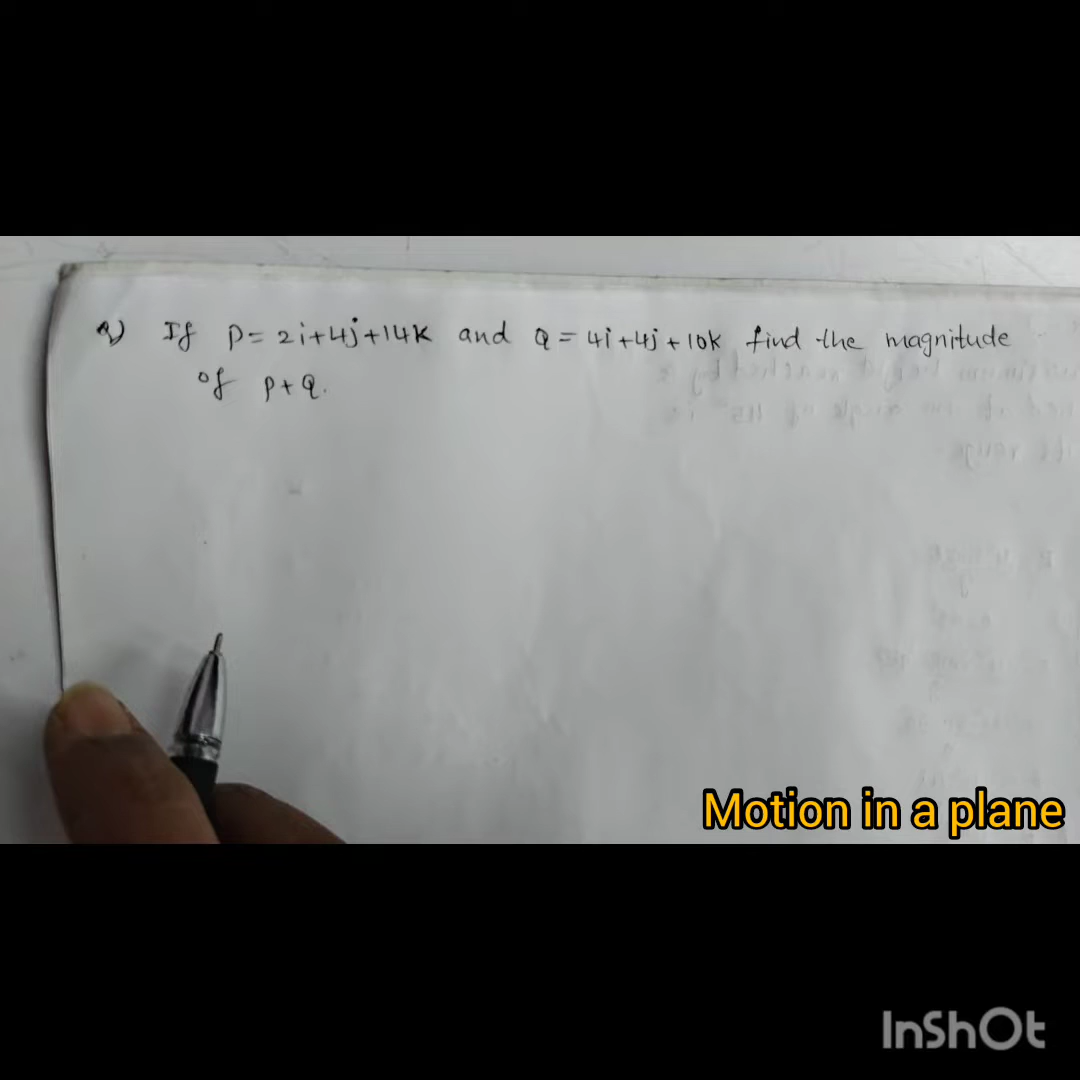 Q) If P = 2i+4j+14k and Q = 4i+4j+10k find the magnitude
of P+Q.
Motion in a plane
InShOt